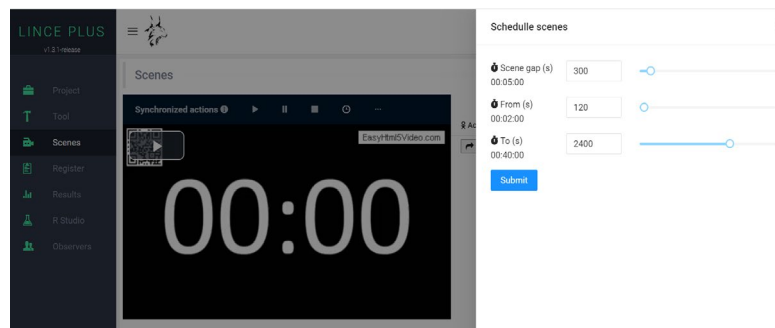 LINCE PLUS
v1.3.1-release
Project
Tool
Scenes
Register
Results
R Studio
Observers
Scenes
Synchronized actions
EasyHtml5Video.com
00:00
Schedulle scenes
Scene gap (s)
300
00:05:00
From (s)
120
00:02:00
To (s)
2400
00:40:00
Submit